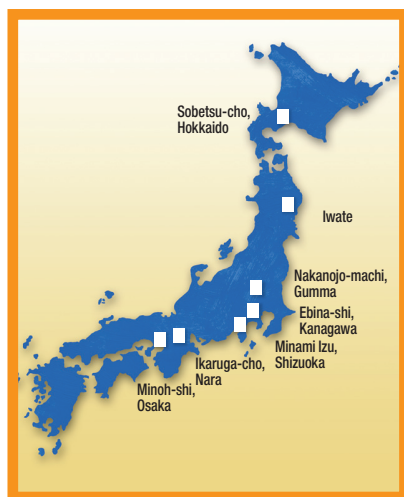 Sobetsu-cho,
Hokkaido
Iwate
Nakanojo-machi,
Gumma
Ebina-shi,
Kanagawa
Minami Izu,
Shizuoka
Ikaruga-cho,
Nara
Minoh-shi,
Osaka